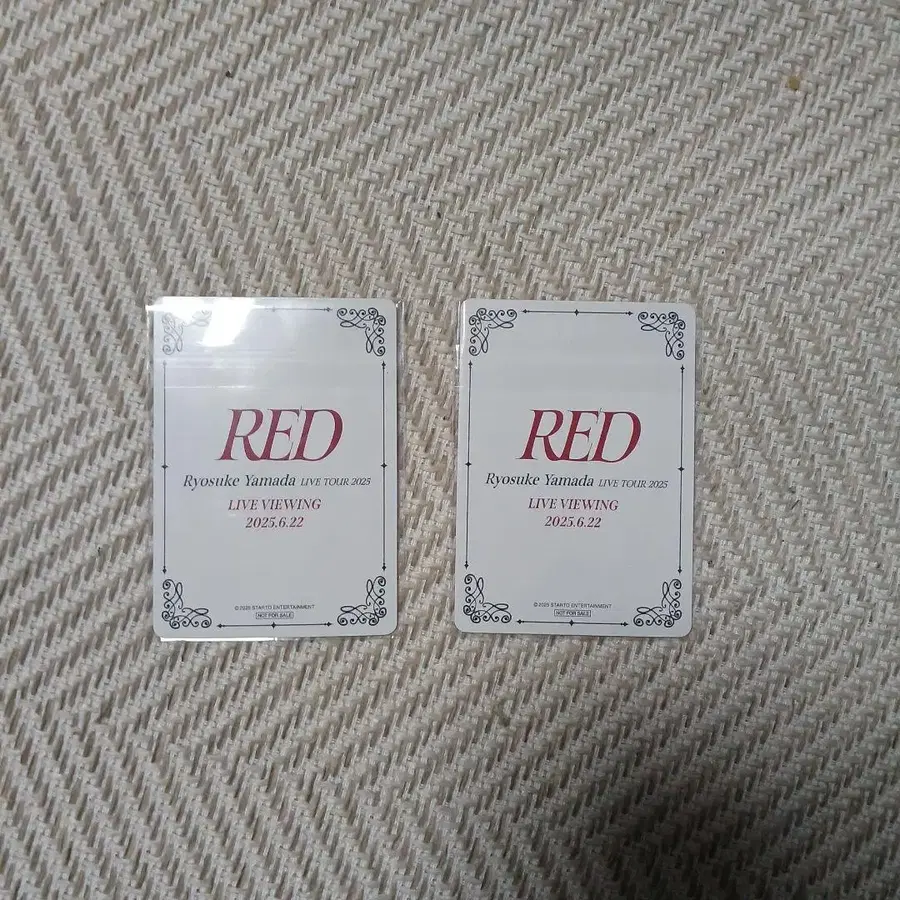 RED
Ryosuke Yamada LIVE TOUR 2025
LIVE VIEWING
2025.6.22
© 2025 STARTO ENTERTAINMENT
NOT FOR SALE
RED
Ryosuke Yamada LIVE TOUR 2025
LIVE VIEWING
2025.6.22
© 2025 STARTO ENTERTAINMENT
NOT FOR SALE